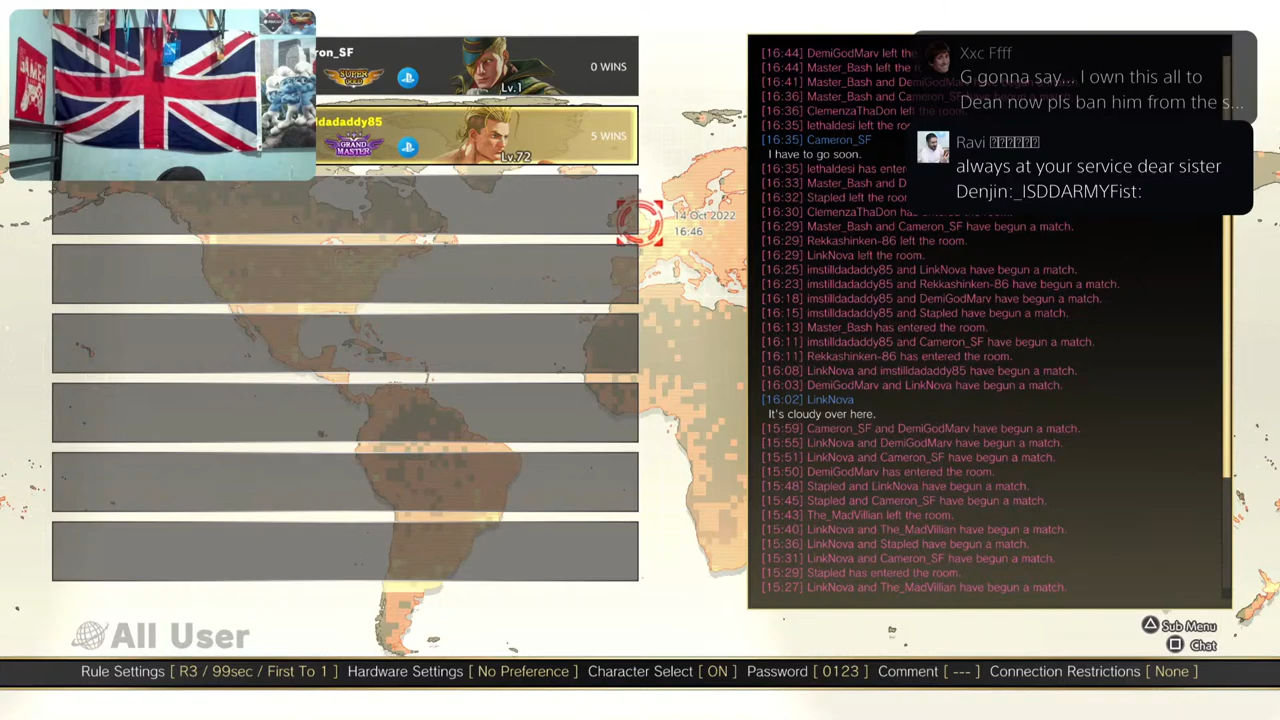 ron_SF
SUPER GOLD
Lv.1
0 WINS
ldadaddy85
GRAND MASTER
Lv.72
5 WINS
14 Oct 2022
16:46
[16:44] DemiGodMarv left the
[16:44] Master_Bash left the
[16:41] Master_Bash and
[16:36] Master_Bash and
[16:36] ClemenzaThaDon left the
[16:35] lethaldesi left the
[16:35] Cameron_SF
I have to go soon.
[16:35] lethaldesi has
[16:33] Master_Bash and D
[16:32] Stapled left the
[16:30] ClemenzaThaDon
[16:29] Master_Bash and Cameron_SF have begun a match.
[16:29] Rekkashinken-86 left the room.
[16:29] LinkNova left the room.
[16:25] imstilldadaddy85 and LinkNova have begun a match.
[16:23] imstilldadaddy85 and Rekkashinken-86 have begun a match.
[16:18] imstilldadaddy85 and DemiGodMarv have begun a match.
[16:15] imstilldadaddy85 and Stapled have begun a match.
[16:13] Master_Bash has entered the room.
[16:11] imstilldadaddy85 and Cameron_SF have begun a match.
[16:11] Rekkashinken-86 has entered the room.
[16:08] LinkNova and imstilldadaddy85 have begun a match.
[16:03] DemiGodMarv and LinkNova have begun a match.
[16:02] LinkNova
It's cloudy over here.
[15:59] Cameron_SF and DemiGodMarv have begun a match.
[15:55] LinkNova and DemiGodMarv have begun a match.
[15:51] LinkNova and Cameron_SF have begun a match.
[15:50] DemiGodMarv has entered the room.
[15:48] Stapled and LinkNova have begun a match.
[15:45] Stapled and Cameron_SF have begun a match.
[15:43] The_MadVillian left the room.
[15:40] LinkNova and The_MadVillian have begun a match.
[15:36] LinkNova and Stapled have begun a match.
[15:31] LinkNova and Cameron_SF have begun a match.
[15:29] Stapled has entered the room.
[15:27] LinkNova and The_MadVillian have begun a match.
Xxc Ffff
G gonna say... I own this all to
Dean now pls ban him from the s...
Ravi
always at your service dear sister
Denjin:_ISDDARMYFist:
All User
Sub Menu
Chat
Rule Settings [ R3 / 99sec / First To 1 ] Hardware Settings [ No Preference ] Character Select [ ON ] Password [ 0123 ] Comment [ --- ] Connection Restrictions [ None ]